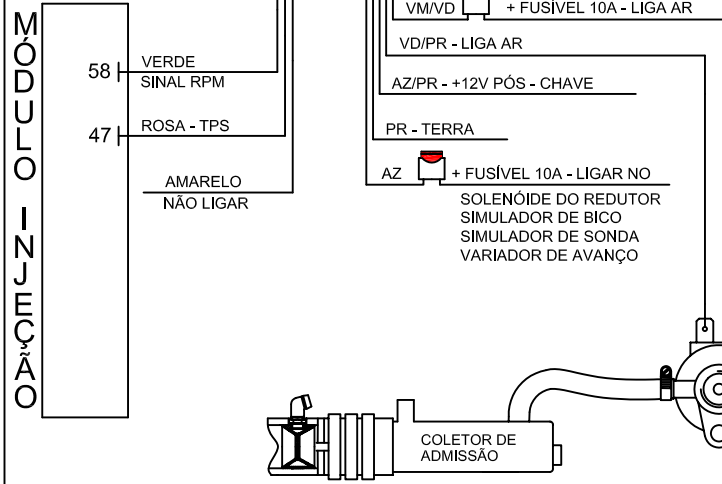 MÓDULO INJEÇÃO
58
VERDE
SINAL RPM
47
ROSA - TPS
AMARELO
NÃO LIGAR
VM/VD + FUSÍVEL 10A - LIGA AR
VD/PR - LIGA AR
AZ/PR - +12V PÓS - CHAVE
PR - TERRA
AZ + FUSÍVEL 10A - LIGAR NO
SOLENÓIDE DO REDUTOR
SIMULADOR DE BICO
SIMULADOR DE SONDA
VARIADOR DE AVANÇO
COLETOR DE
ADMISSÃO